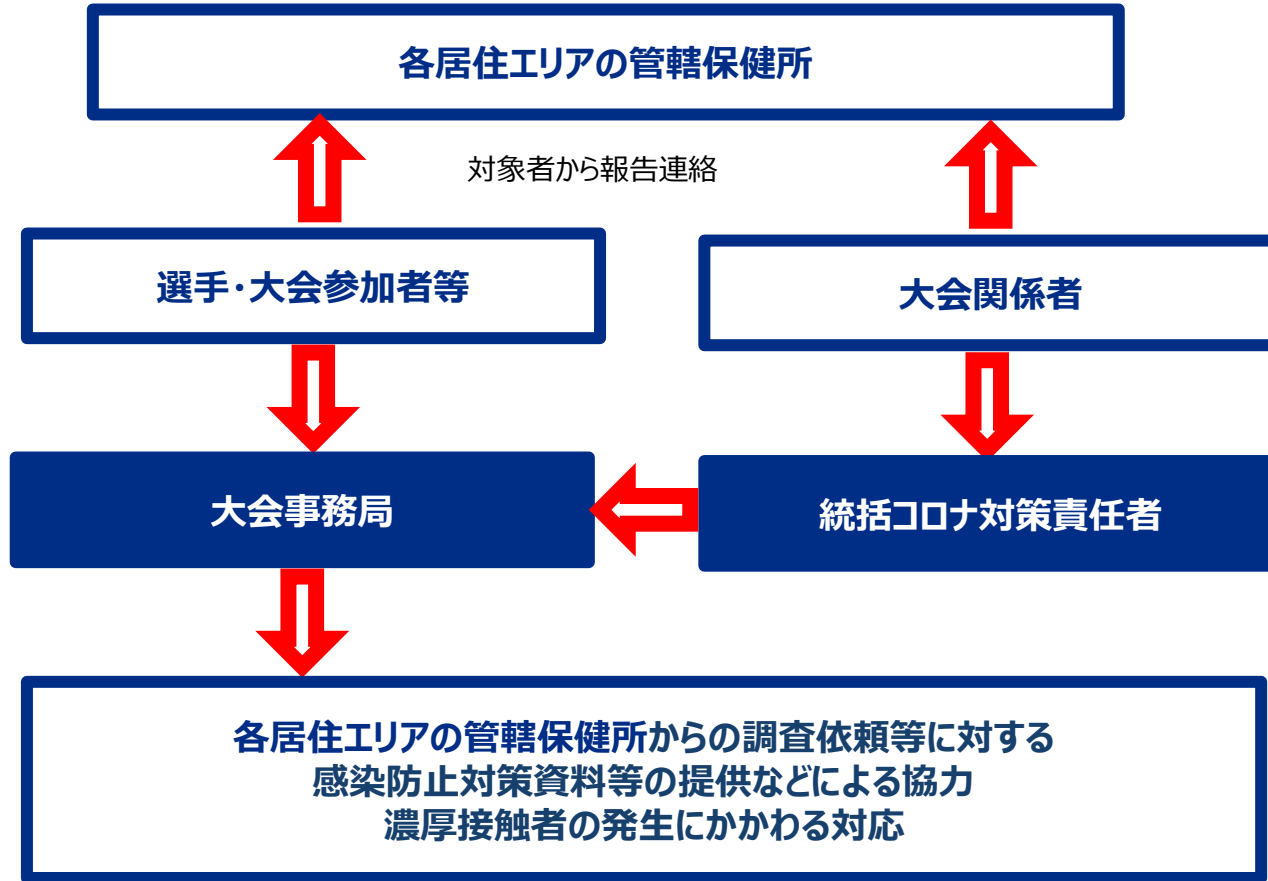 各居住エリアの管轄保健所
対象者から報告連絡
選手・大会参加者等
大会関係者
大会事務局
統括コロナ対策責任者
各居住エリアの管轄保健所からの調査依頼等に対する
感染防止対策資料等の提供などによる協力
濃厚接触者の発生にかかわる対応